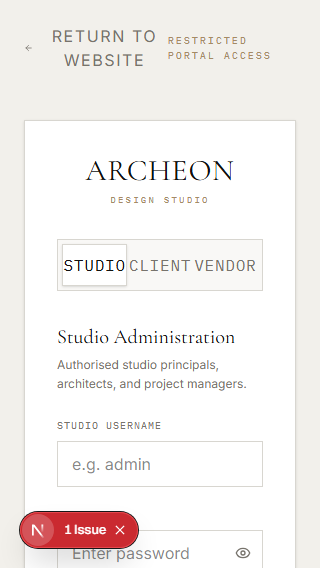 ← RETURN TO
WEBSITE
RESTRICTED
PORTAL ACCESS
ARCHEON
DESIGN STUDIO
STUDIO CLIENT VENDOR
Studio Administration
Authorised studio principals,
architects, and project managers.
STUDIO USERNAME
e.g. admin
Enter password
N 1 Issue ×